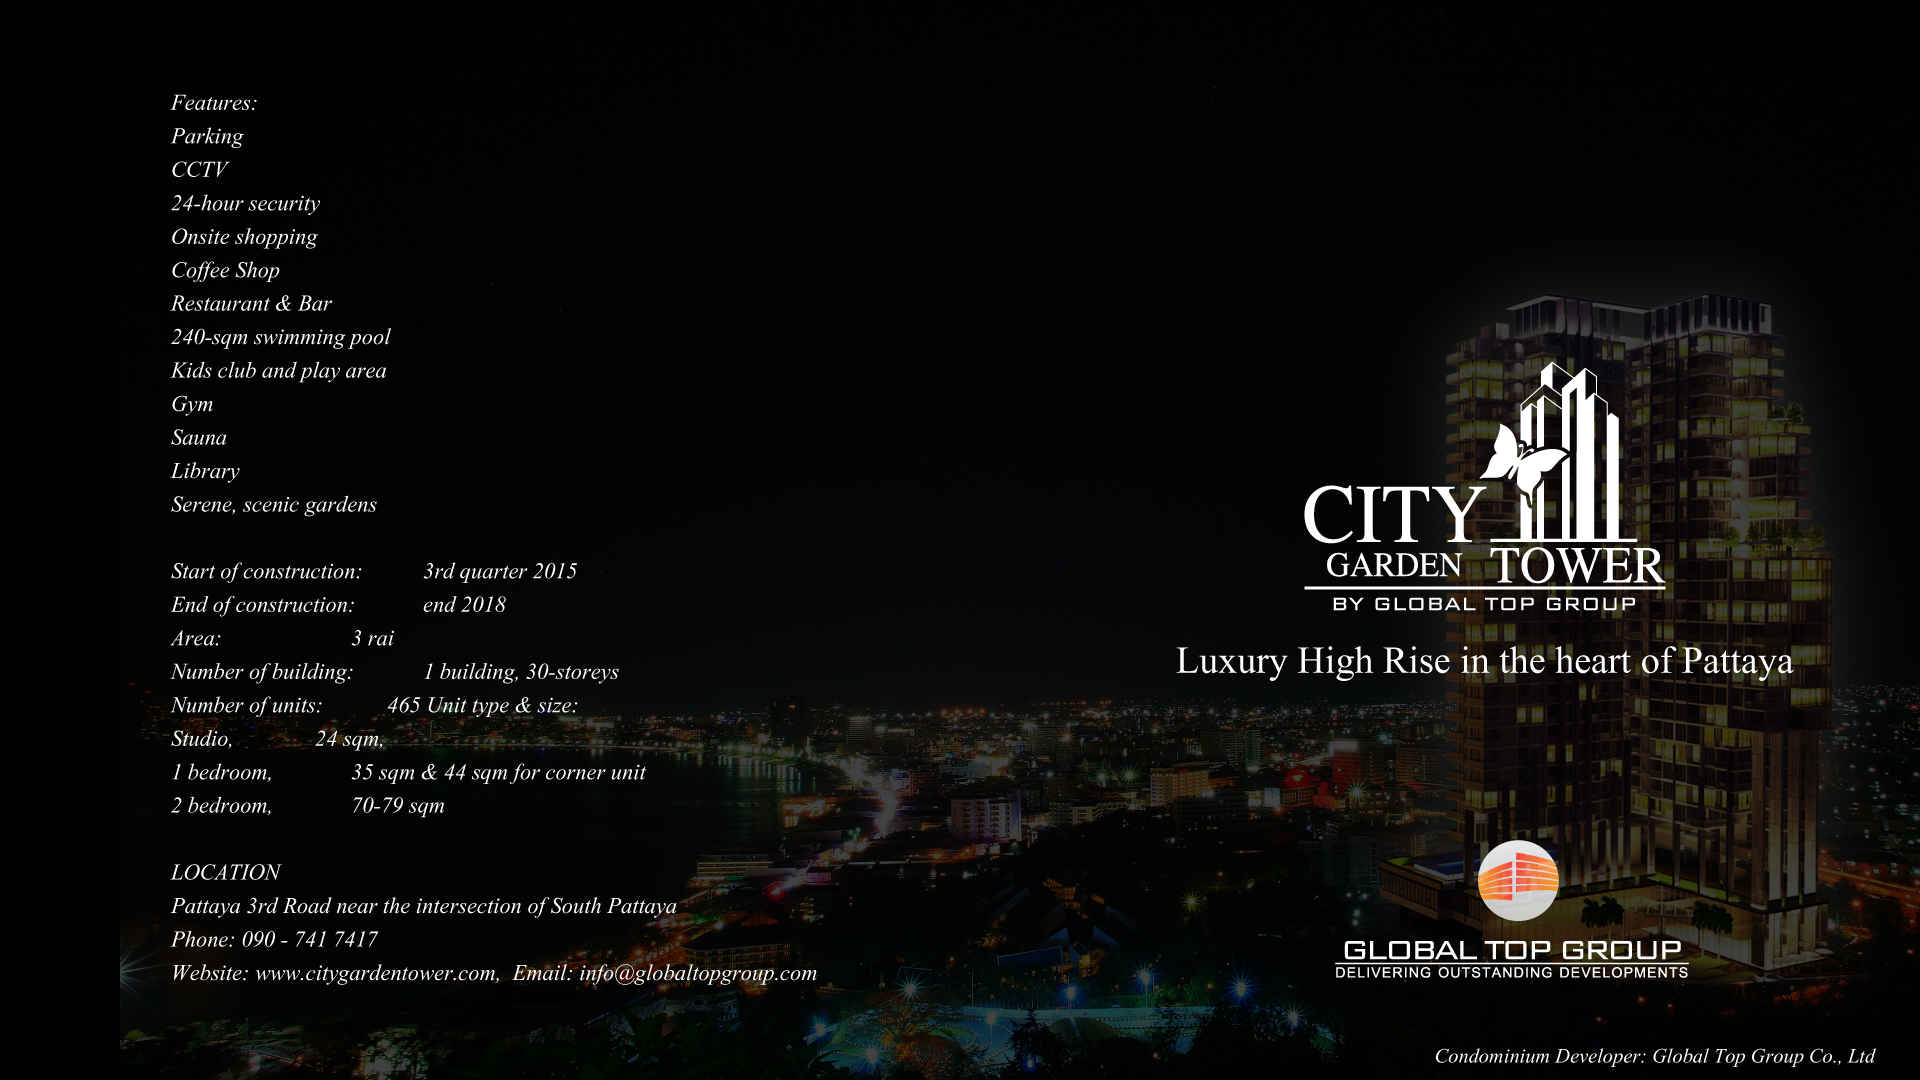 Features:
Parking
CCTV
24-hour security
Onsite shopping
Coffee Shop
Restaurant & Bar
240-sqm swimming pool
Kids club and play area
Gym
Sauna
Library
Serene, scenic gardens
Start of construction: 3rd quarter 2015
End of construction: end 2018
Area: 3 rai
Number of building: 1 building, 30-storeys
Number of units: 465 Unit type & size:
Studio, 24 sqm,
1 bedroom, 35 sqm & 44 sqm for corner unit
2 bedroom, 70-79 sqm
LOCATION
Pattaya 3rd Road near the intersection of South Pattaya
Phone: 090 - 741 7417
Website: www.citygardentower.com, Email: info@globaltopgroup.com
CITY
GARDEN TOWER
BY GLOBAL TOP GROUP
Luxury High Rise in the heart of Pattaya
GLOBAL TOP GROUP
DELIVERING OUTSTANDING DEVELOPMENTS
Condominium Developer: Global Top Group Co., Ltd